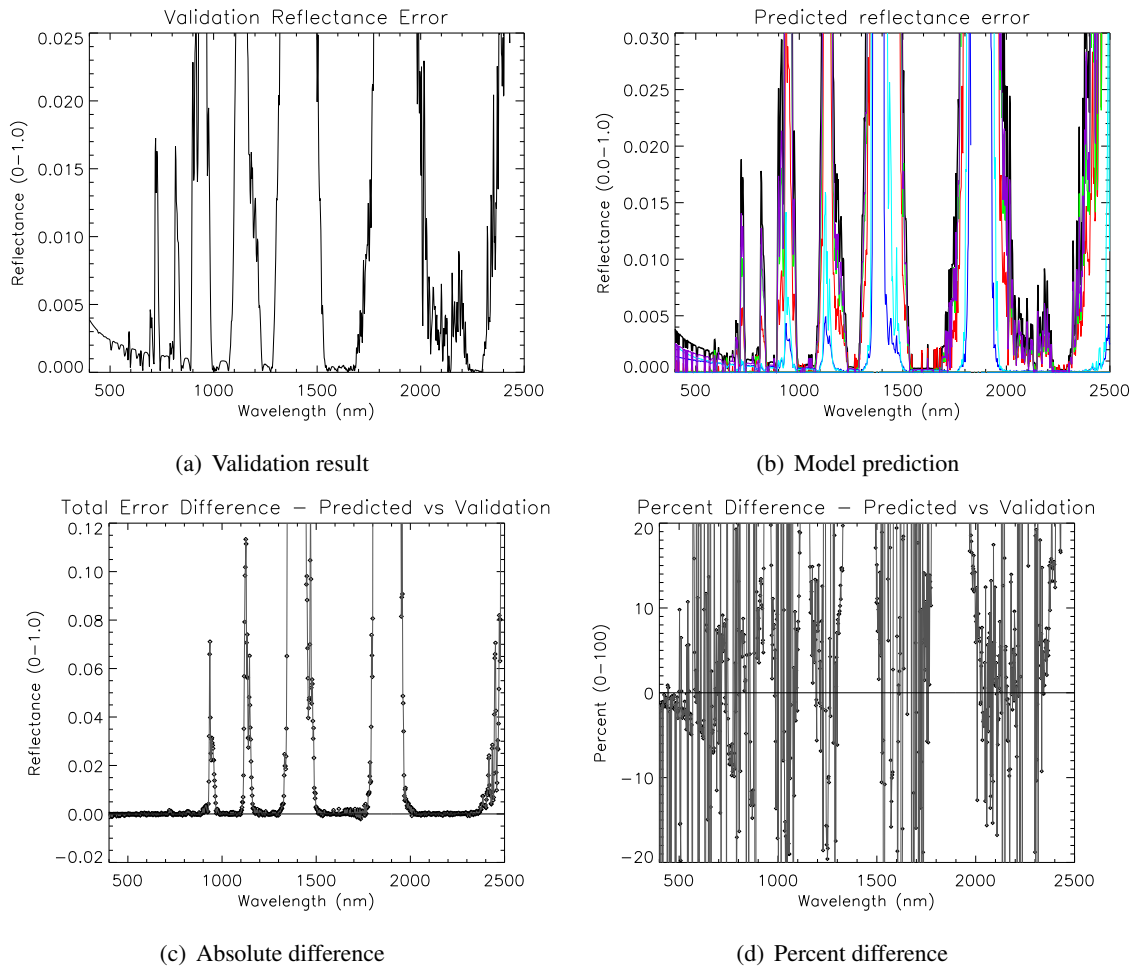 Validation Reflectance Error
Reflectance (0-1.0)
0.025
0.020
0.015
0.010
0.005
0.000
500 1000 1500 2000 2500
Wavelength (nm)
(a) Validation result
Predicted reflectance error
Reflectance (0.0-1.0)
0.030
0.025
0.020
0.015
0.010
0.005
0.000
500 1000 1500 2000 2500
Wavelength (nm)
(b) Model prediction
Total Error Difference - Predicted vs Validation
Reflectance (0-1.0)
0.12
0.10
0.08
0.06
0.04
0.02
0.00
-0.02
500 1000 1500 2000 2500
Wavelength (nm)
(c) Absolute difference
Percent Difference - Predicted vs Validation
Percent (0-100)
20
10
0
-10
-20
500 1000 1500 2000 2500
Wavelength (nm)
(d) Percent difference